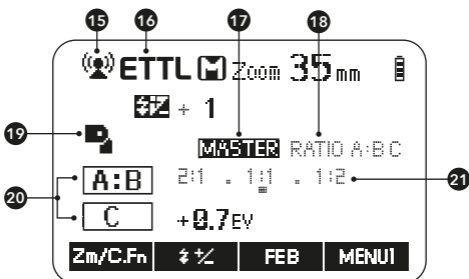 15 16 17 18
ETTL M Zoom 35mm
+ 1
19
MASTER RATIO A:B C
20 A:B 2:1 . 1:1 . 1:2 21
C +0.7EV
Zm/C.Fn +/- FEB MENU1